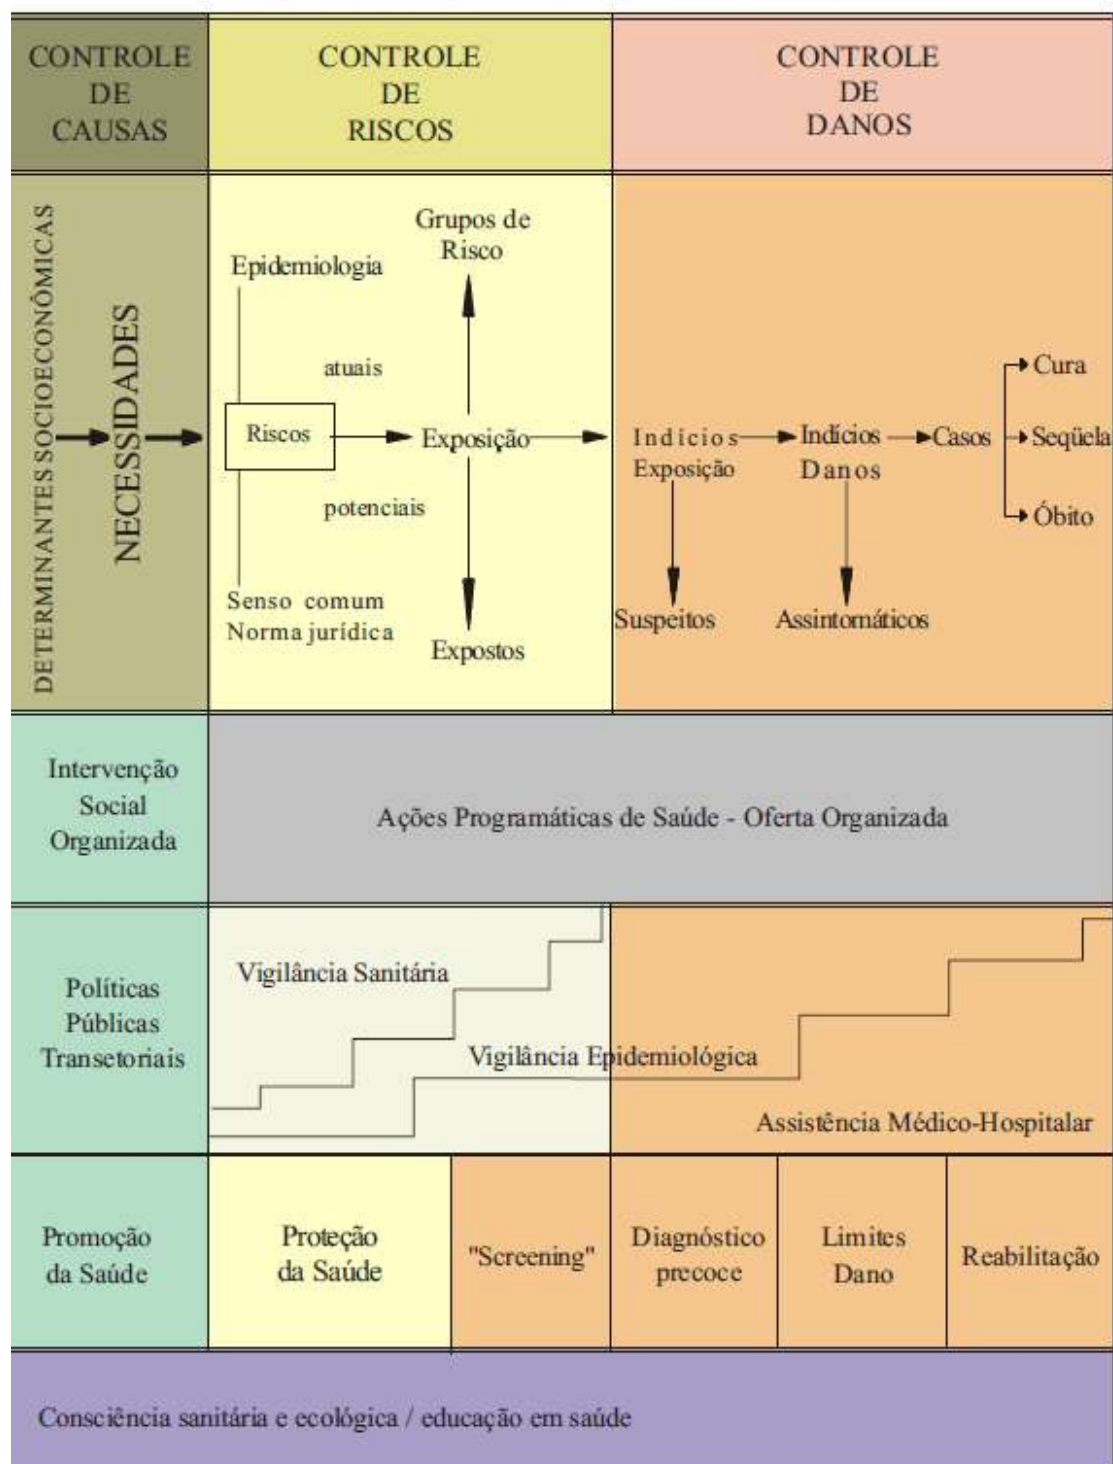 CONTROLE
DE
CAUSAS
CONTROLE
DE
RISCOS
CONTROLE
DE
DANOS
DETERMINANTES SOCIOECONÔMICAS
NECESSIDADES
Epidemiologia
atuais
Riscos
potenciais
Senso comum
Norma jurídica
Grupos de
Risco
Exposição
Expostos
Indícios
Exposição
Suspeitos
Indícios
Danos
Assintomáticos
Casos
Cura
Seqüela
Óbito
Intervenção
Social
Organizada
Ações Programáticas de Saúde - Oferta Organizada
Políticas
Públicas
Transetoriais
Vigilância Sanitária
Vigilância Epidemiológica
Assistência Médico-Hospitalar
Promoção
da Saúde
Proteção
da Saúde
"Screening"
Diagnóstico
precoce
Limites
Dano
Reabilitação
Consciência sanitária e ecológica / educação em saúde